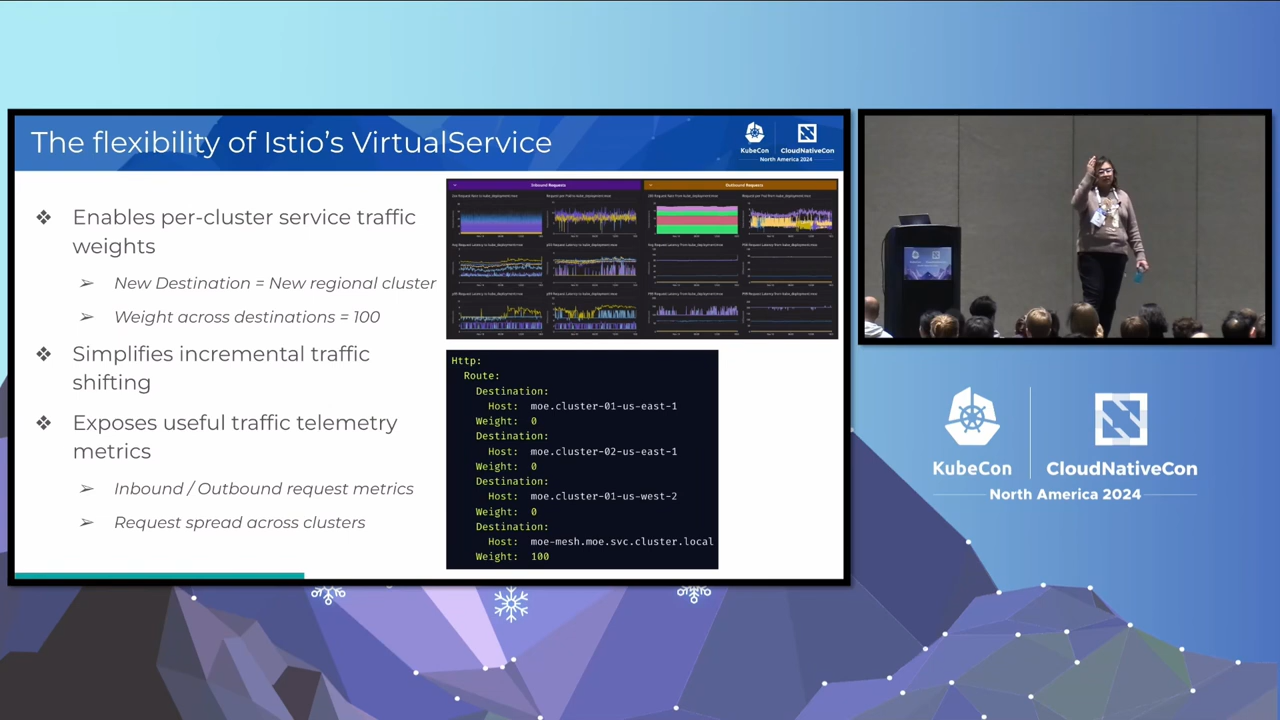 The flexibility of Istio's VirtualService
KubeCon
CloudNativeCon
North America 2024
❖ Enables per-cluster service traffic
weights
➢ New Destination = New regional cluster
➢ Weight across destinations = 100
❖ Simplifies incremental traffic
shifting
❖ Exposes useful traffic telemetry
metrics
➢ Inbound / Outbound request metrics
➢ Request spread across clusters
Inbound Requests
Outbound Requests
Http:
Route:
Destination:
Host: moe.cluster-01-us-east-1
Weight: 0
Destination:
Host: moe.cluster-02-us-east-1
Weight: 0
Destination:
Host: moe.cluster-01-us-west-2
Weight: 0
Destination:
Host: moe-mesh.moe.svc.cluster.local
Weight: 100
KubeCon
CloudNativeCon
North America 2024